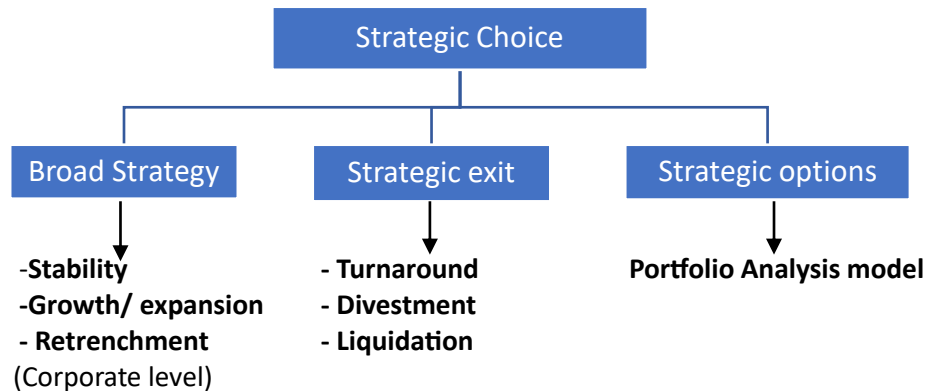 Strategic Choice
Broad Strategy
-Stability
-Growth/ expansion
- Retrenchment
(Corporate level)
Strategic exit
- Turnaround
- Divestment
- Liquidation
Strategic options
Portfolio Analysis model